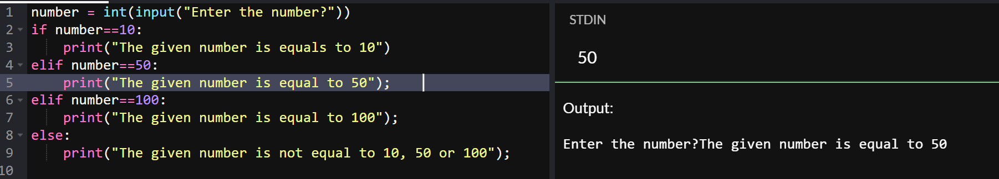 1 number = int(input("Enter the number?"))
2 if number==10:
3     print("The given number is equals to 10")
4 elif number==50:
5     print("The given number is equal to 50");
6 elif number==100:
7     print("The given number is equal to 100");
8 else:
9     print("The given number is not equal to 10, 50 or 100");
10
STDIN
50
Output:
Enter the number?The given number is equal to 50